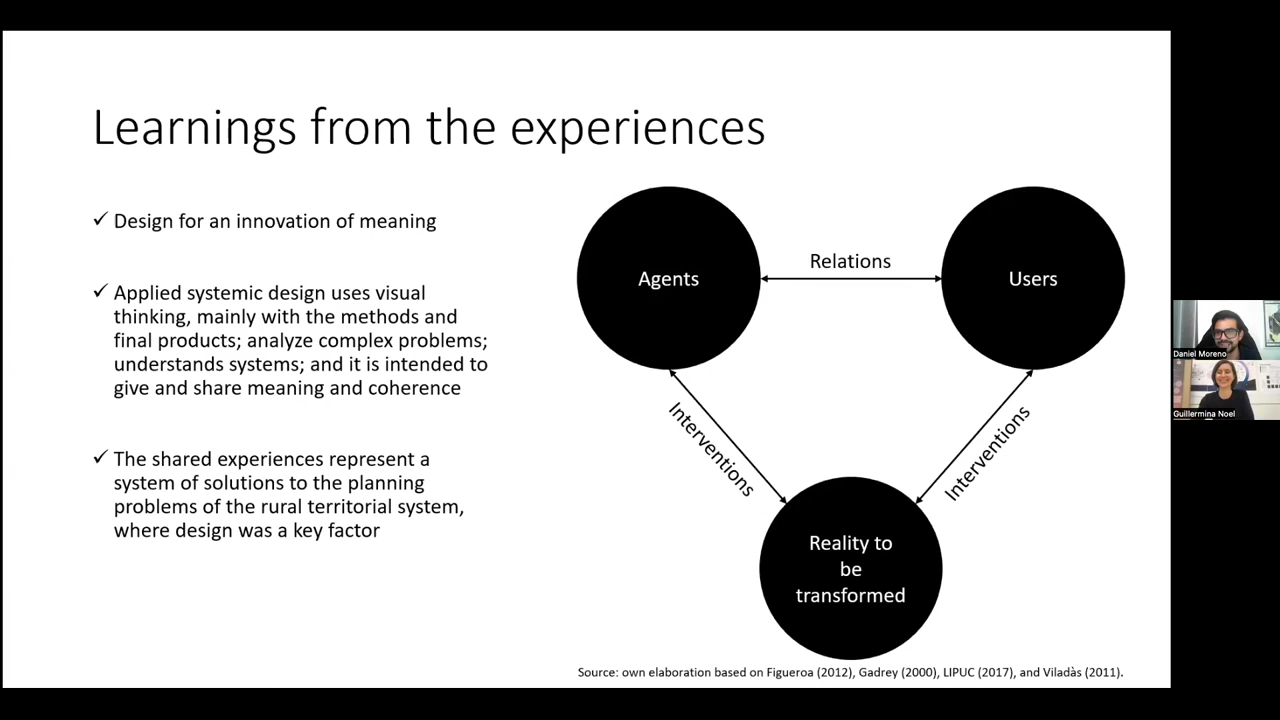 Learnings from the experiences
✓ Design for an innovation of meaning
✓ Applied systemic design uses visual
thinking, mainly with the methods and
final products; analyze complex problems;
understands systems; and it is intended to
give and share meaning and coherence
✓ The shared experiences represent a
system of solutions to the planning
problems of the rural territorial system,
where design was a key factor
Agents
Relations
Users
Interventions
Interventions
Reality to
be
transformed
Source: own elaboration based on Figueroa (2012), Gadrey (2000), LIPUC (2017), and Viladàs (2011).
Daniel Moreno
Guillermina Noel